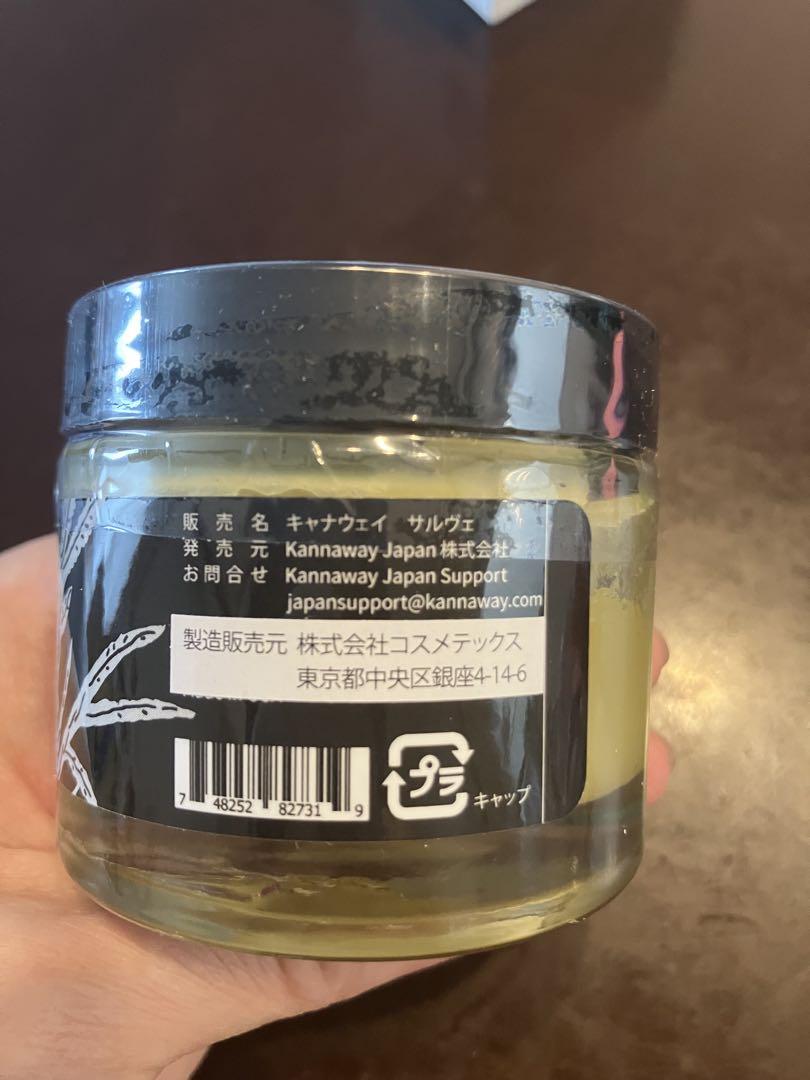 販売名 キャナウェイ サルヴェ
発売元 Kannaway Japan 株式会社
お問合せ Kannaway Japan Support
japansupport@kannaway.com
製造販売元 株式会社コスメテックス
東京都中央区銀座4-14-6
7 48252 82731 9
プラ
キャップ